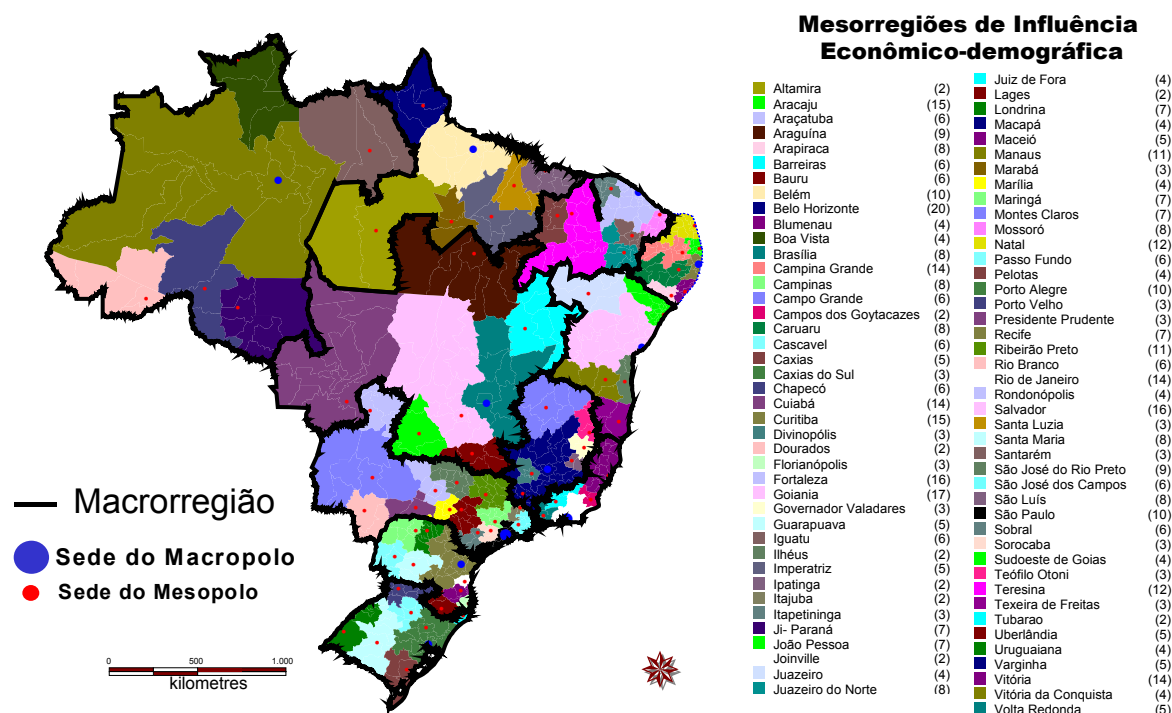 Mesorregiões de Influência
Econômico-demográfica
Altamira (2)
Aracaju (15)
Araçatuba (6)
Araguína (9)
Arapiraca (8)
Barreiras (6)
Bauru (6)
Belém (10)
Belo Horizonte (20)
Blumenau (4)
Boa Vista (4)
Brasília (8)
Campina Grande (14)
Campinas (8)
Campo Grande (6)
Campos dos Goytacazes (2)
Caruaru (8)
Cascavel (6)
Caxias (5)
Caxias do Sul (3)
Chapecó (6)
Cuiabá (14)
Curitiba (15)
Divinopólis (3)
Dourados (2)
Florianópolis (3)
Fortaleza (16)
Goiania (17)
Governador Valadares (3)
Guarapuava (5)
Iguatu (6)
Ilhéus (2)
Imperatriz (5)
Ipatinga (2)
Itajuba (2)
Itapetininga (3)
Ji- Paraná (7)
João Pessoa (7)
Joinville (2)
Juazeiro (4)
Juazeiro do Norte (8)
Juiz de Fora (4)
Lages (2)
Londrina (7)
Macapá (4)
Maceió (5)
Manaus (11)
Marabá (3)
Marília (4)
Maringá (7)
Montes Claros (7)
Mossoró (8)
Natal (12)
Passo Fundo (6)
Pelotas (4)
Porto Alegre (10)
Porto Velho (3)
Presidente Prudente (3)
Recife (7)
Ribeirão Preto (11)
Rio Branco (6)
Rio de Janeiro (14)
Rondonópolis (4)
Salvador (16)
Santa Luzia (3)
Santa Maria (8)
Santarém (3)
São José do Rio Preto (9)
São José dos Campos (6)
São Luís (8)
São Paulo (10)
Sobral (6)
Sorocaba (3)
Sudoeste de Goias (4)
Teófilo Otoni (3)
Teresina (12)
Texeira de Freitas (3)
Tubarao (2)
Uberlândia (5)
Uruguaiana (4)
Varginha (5)
Vitória (14)
Vitória da Conquista (4)
Volta Redonda (5)
Macrorregião
Sede do Macropolo
Sede do Mesopolo
0 500 1.000
kilometres